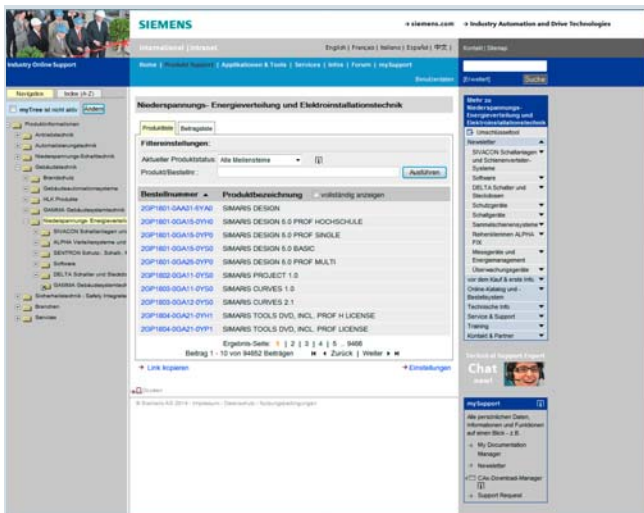 SIEMENS
siemens.com
Industry Automation and Drive Technologies
International | Intranet
English | Français | Italiano | Español | 中文 |
Kontakt | Sitemap
Industry Online Support
Home | Produkt Support | Applikationen & Tools | Services | Infos | Forum | mySupport
Benutzerdaten
[Erweitert]
Suche
Navigation
Index (A-Z)
myTree ist nicht aktiv
Ändern
Produktinformationen
Antriebstechnik
Automatisierungstechnik
Niederspannungs-Schalttechnik
Gebäudetechnik
Brandschutz
Gebäudeautomationssysteme
HLK Produkte
GAMMA Gebäudesystemtechnik
Niederspannungs- Energieverteil
SIVACON Schaltanlagen un
ALPHA Verteilersysteme und
SENTRON Schutz-, Schalt-,
Software
DELTA Schalter und Steckdo
GAMMA Gebäudesystemtech
Sicherheitstechnik - Safety Integrate
Branchen
Services
Niederspannungs- Energieverteilung und Elektroinstallationstechnik
Produktliste
Beitragsliste
Filtereinstellungen:
Aktueller Produktstatus:
Alle Meilensteine
Produkt/Bestellnr.:
Ausführen
Bestellnummer
Produktbezeichnung
vollständig anzeigen
2GP1601-0AA01-0YA0 SIMARIS DESIGN
2GP1601-0GA15-0YH0 SIMARIS DESIGN 5.0 PROF HOCHSCHULE
2GP1601-0GA15-0YP0 SIMARIS DESIGN 5.0 PROF SINGLE
2GP1601-0GA15-0YS0 SIMARIS DESIGN 5.0 BASIC
2GP1601-0GA25-0YP0 SIMARIS DESIGN 5.0 PROF MULTI
2GP1602-0GA11-0YS0 SIMARIS PROJECT 1.0
2GP1603-0GA11-0YS0 SIMARIS CURVES 1.0
2GP1603-0GA12-0YS0 SIMARIS CURVES 2.1
2GP1604-0GA21-0YH1 SIMARIS TOOLS DVD, INCL. PROF H LICENSE
2GP1604-0GA21-0YP1 SIMARIS TOOLS DVD, INCL. PROF LICENSE
Ergebnis-Seite: 1 | 2 | 3 | 4 | 5 .. 9466
Beitrag 1 - 10 von 94652 Beiträgen
Zurück | Weiter
Link kopieren
Einstellungen
Drucken
© Siemens AG 2014 - Impressum - Datenschutz - Nutzungsbedingungen
Mehr zu
Niederspannungs-
Energieverteilung und
Elektroinstallationstechnik
Umschlüsseltool
Newsletter
SIVACON Schaltanlagen
und Schienenverteiler-
Systeme
Software
DELTA Schalter und
Steckdosen
Schutzgeräte
Schaltgeräte
Sammelschienensysteme
Reihenklemmen ALPHA
FIX
Messgeräte und
Energiemanagement
Überwachungsgeräte
vor dem Kauf & erste Info.
Online-Katalog und -
Bestellsystem
Technische Info.
Service & Support
Training
Kontakt & Partner
Technical Support Expert
Chat
now!
mySupport
Alle persönlichen Daten,
Informationen und Funktionen
auf einen Blick - z.B.
My Documentation
Manager
Newsletter
CAx-Download-Manager
Support Request